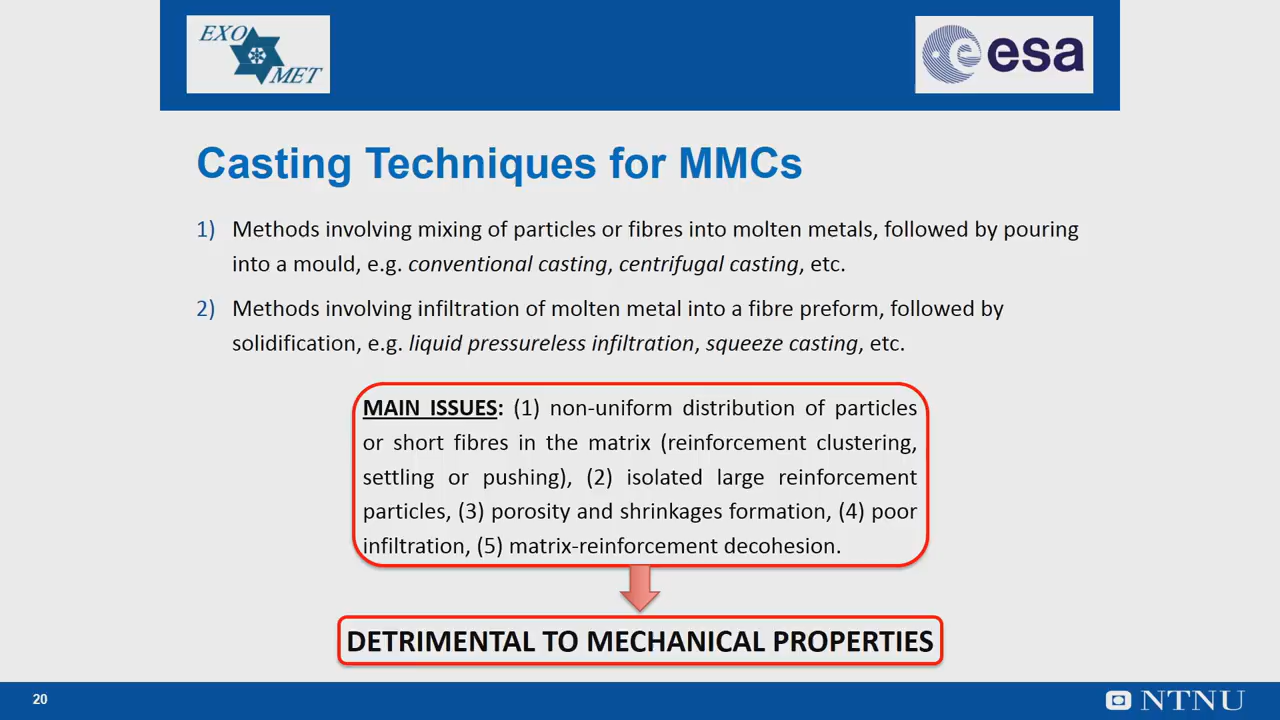 EXO
MET
esa
Casting Techniques for MMCs
1) Methods involving mixing of particles or fibres into molten metals, followed by pouring
into a mould, e.g. conventional casting, centrifugal casting, etc.
2) Methods involving infiltration of molten metal into a fibre preform, followed by
solidification, e.g. liquid pressureless infiltration, squeeze casting, etc.
MAIN ISSUES: (1) non-uniform distribution of particles
or short fibres in the matrix (reinforcement clustering,
settling or pushing), (2) isolated large reinforcement
particles, (3) porosity and shrinkages formation, (4) poor
infiltration, (5) matrix-reinforcement decohesion.
DETRIMENTAL TO MECHANICAL PROPERTIES
20
NTNU